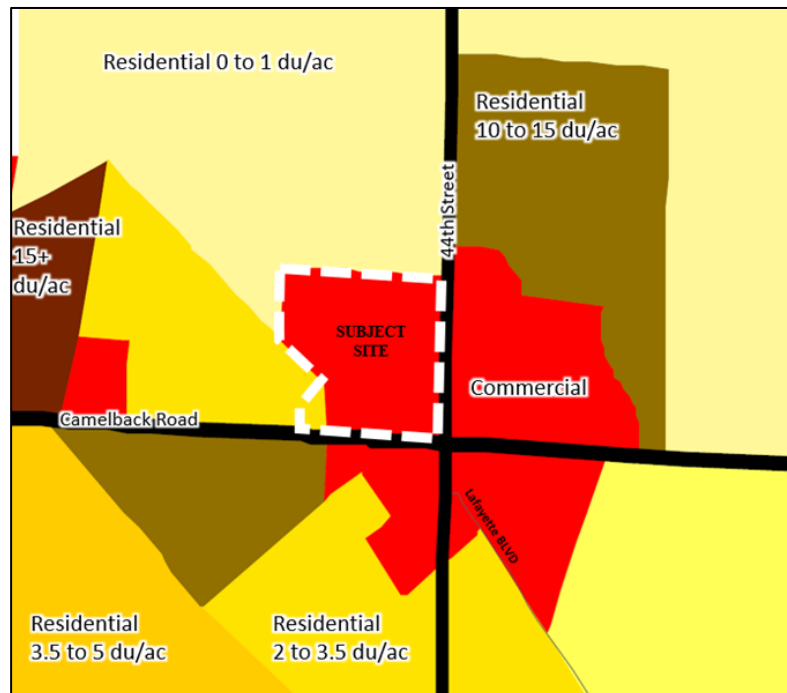 Residential 0 to 1 du/ac
Residential
10 to 15 du/ac
44th Street
Residential
15+
du/ac
SUBJECT
SITE
Commercial
Camelback Road
Lafayette BLVD
Residential
3.5 to 5 du/ac
Residential
2 to 3.5 du/ac